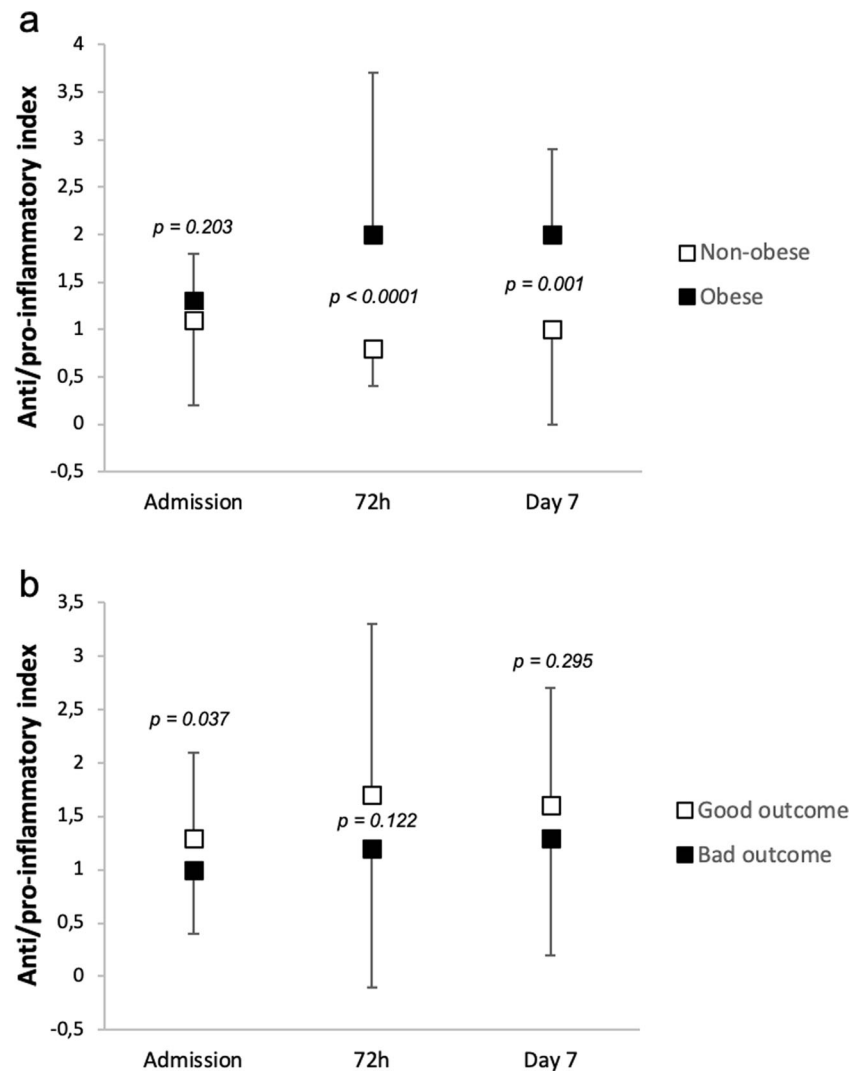 a
Anti/pro-inflammatory index
4
3,5
3
2,5
2
1,5
1
0,5
0
-0,5
p = 0.203
p < 0.0001
p = 0.001
Admission
72h
Day 7
Non-obese
Obese
b
Anti/pro-inflammatory index
3,5
3
2,5
2
1,5
1
0,5
0
-0,5
p = 0.037
p = 0.122
p = 0.295
Admission
72h
Day 7
Good outcome
Bad outcome